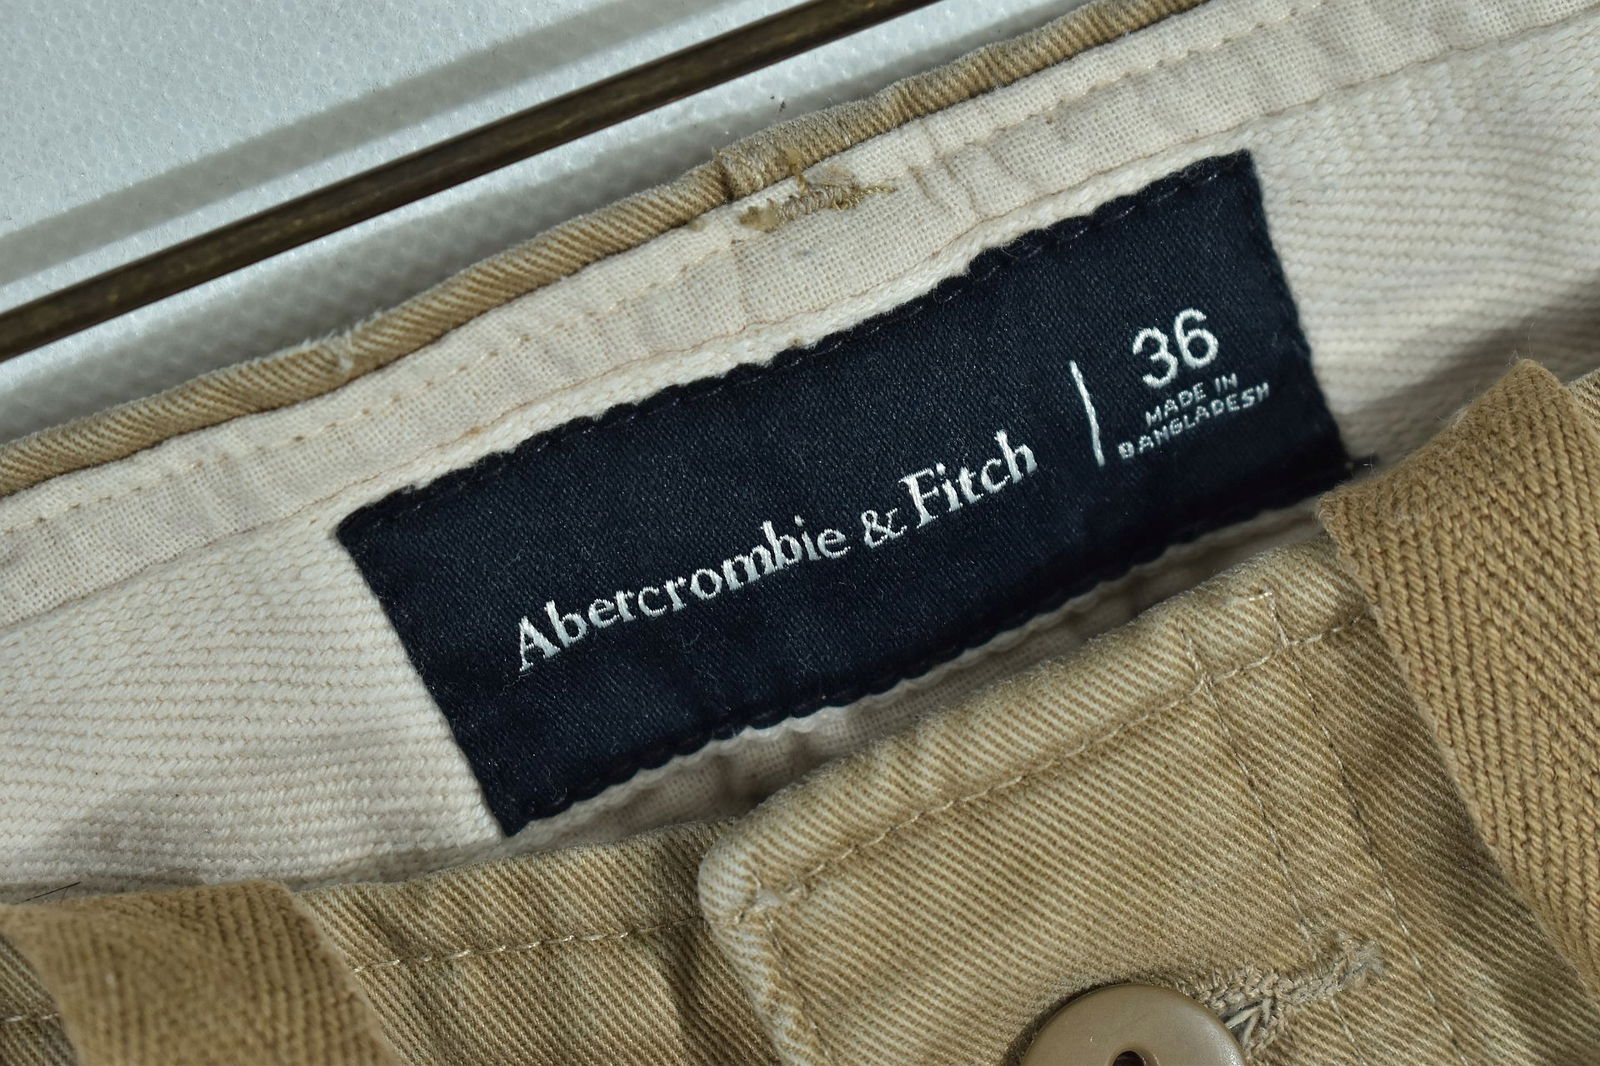 Abercrombie & Fitch
36
MADE IN
BANGLADESH